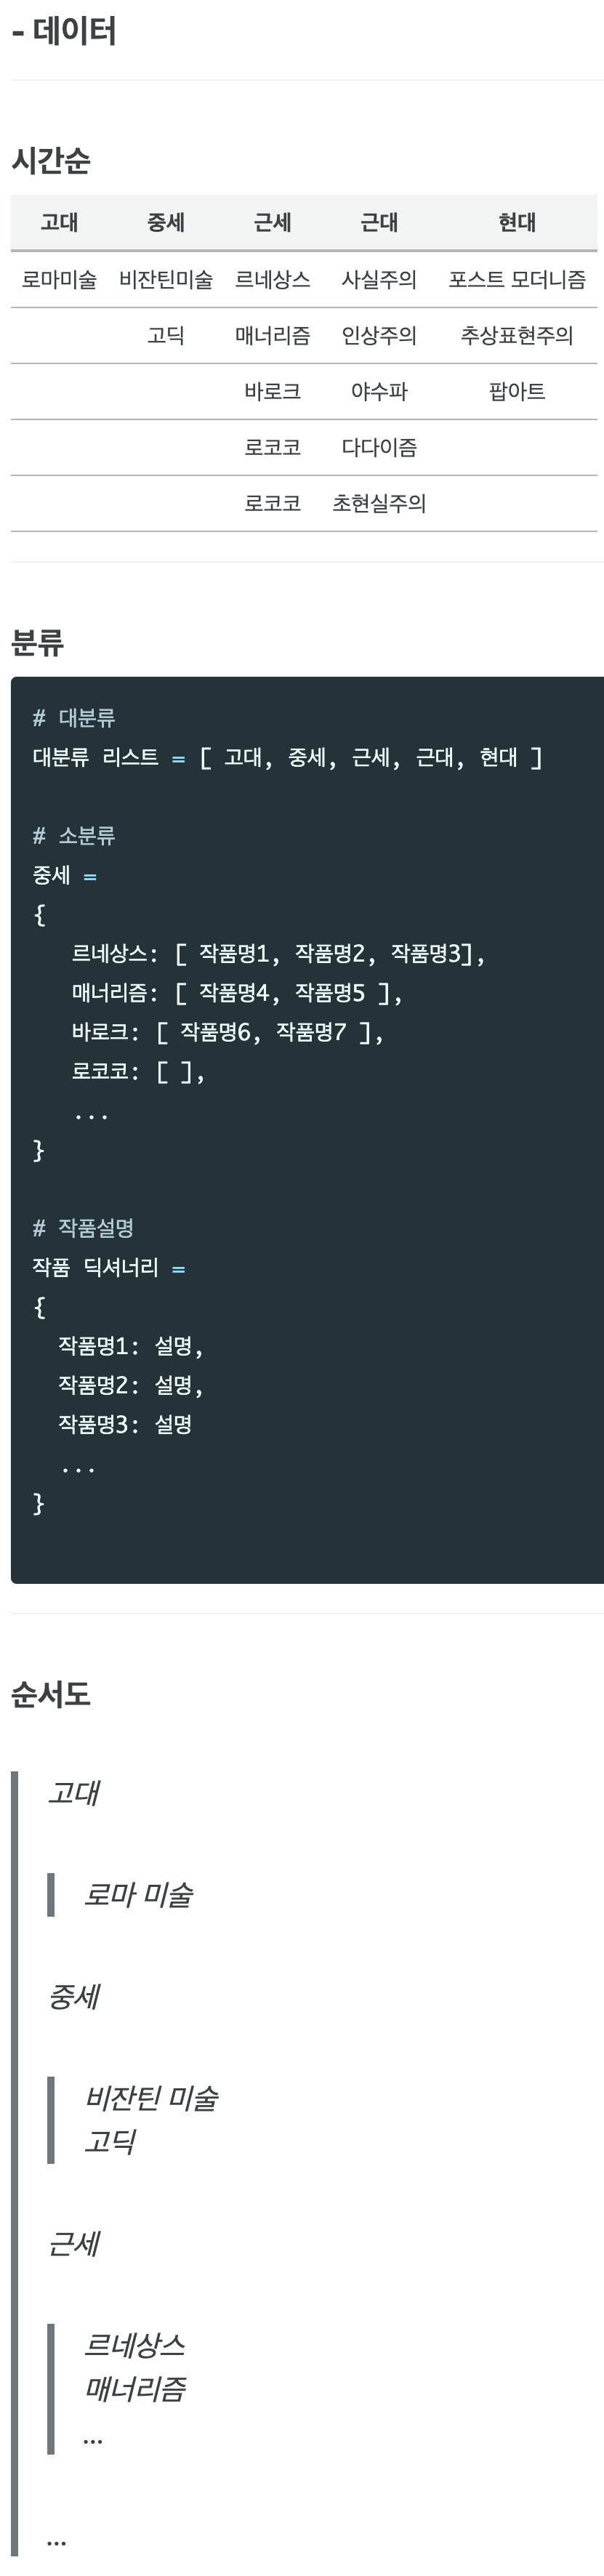 - 데이터
시간순
고대 중세 근세 근대 현대
로마미술 비잔틴미술 르네상스 사실주의 포스트 모더니즘
고딕 매너리즘 인상주의 추상표현주의
바로크 야수파 팝아트
로코코 다다이즘
로코코 초현실주의
분류
# 대분류
대분류 리스트 = [ 고대, 중세, 근세, 근대, 현대 ]
# 소분류
중세 =
{
르네상스: [ 작품명1, 작품명2, 작품명3],
매너리즘: [ 작품명4, 작품명5 ],
바로크: [ 작품명6, 작품명7 ],
로코코: [ ],
...
}
# 작품설명
작품 딕셔너리 =
{
작품명1: 설명,
작품명2: 설명,
작품명3: 설명
...
}
순서도
고대
로마 미술
중세
비잔틴 미술
고딕
근세
르네상스
매너리즘
...
...